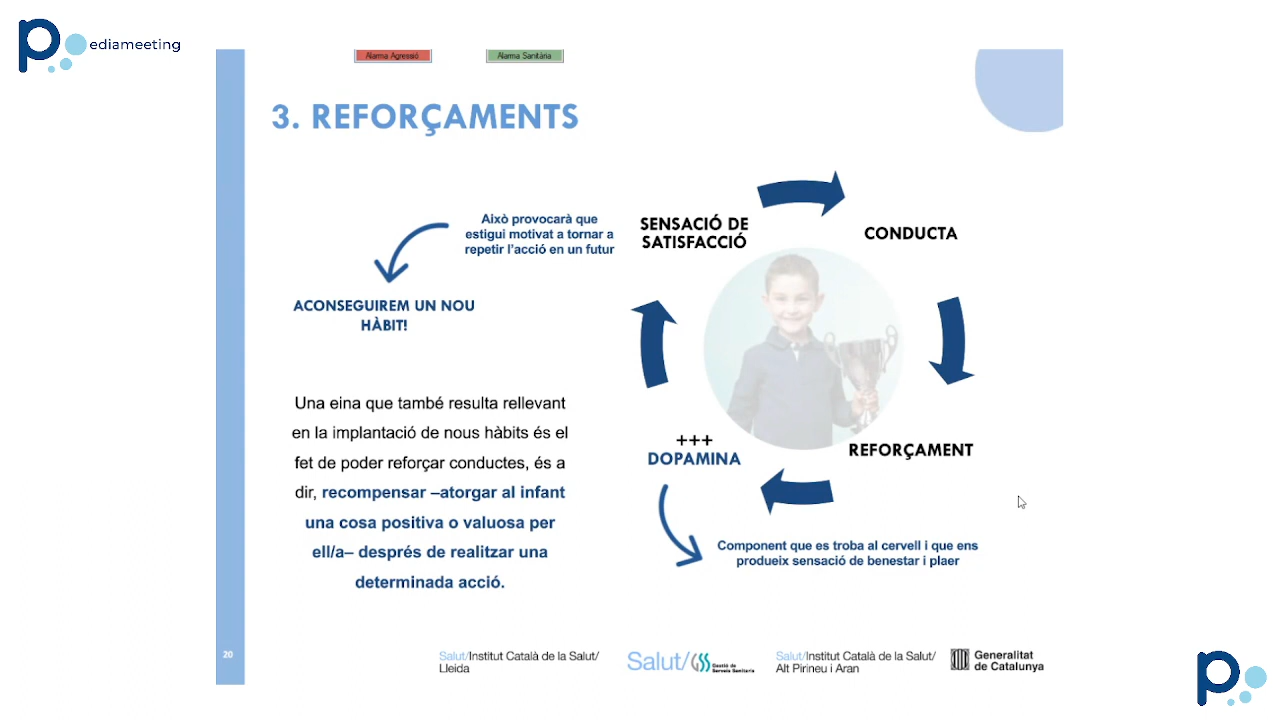 Pediameeting
Alarma Agressió
Alarma Sanitària
3. REFORÇAMENTS
Això provocarà que
estigui motivat a tornar a
repetir l'acció en un futur
SENSACIÓ DE
SATISFACCIÓ
CONDUCTA
ACONSEGUIREM UN NOU
HÀBIT!
Una eina que també resulta rellevant
en la implantació de nous hàbits és el
fet de poder reforçar conductes, és a
dir, recompensar –atorgar al infant
una cosa positiva o valuosa per
ell/a– després de realitzar una
determinada acció.
+++
DOPAMINA
REFORÇAMENT
Component que es troba al cervell i que ens
produeix sensació de benestar i plaer
20
Salut/Institut Català de la Salut/
Lleida
Salut/GSS Gestió de
Serveis Sanitaris
Salut/Institut Català de la Salut/
Alt Pirineu i Aran
Generalitat
de Catalunya
P